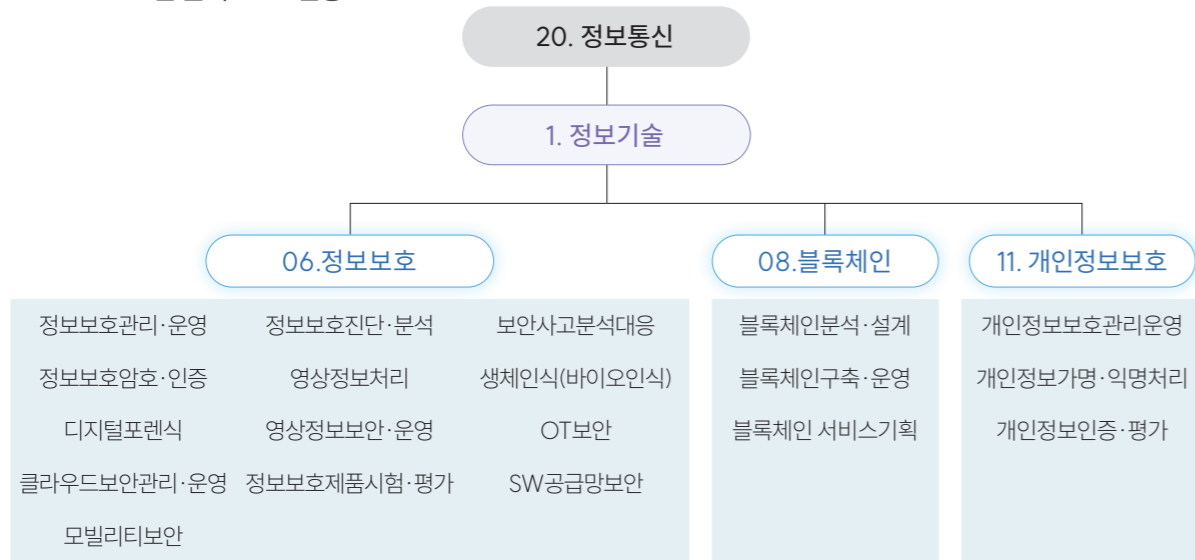 20. 정보통신
1. 정보기술
06.정보보호
08.블록체인
11. 개인정보보호
정보보호관리·운영
정보보호진단·분석
보안사고분석대응
정보보호암호·인증
영상정보처리
생체인식(바이오인식)
디지털포렌식
영상정보보안·운영
OT보안
클라우드보안관리·운영
정보보호제품시험·평가
SW공급망보안
모빌리티보안
블록체인분석·설계
블록체인구축·운영
블록체인 서비스기획
개인정보보호관리운영
개인정보가명·익명처리
개인정보인증·평가